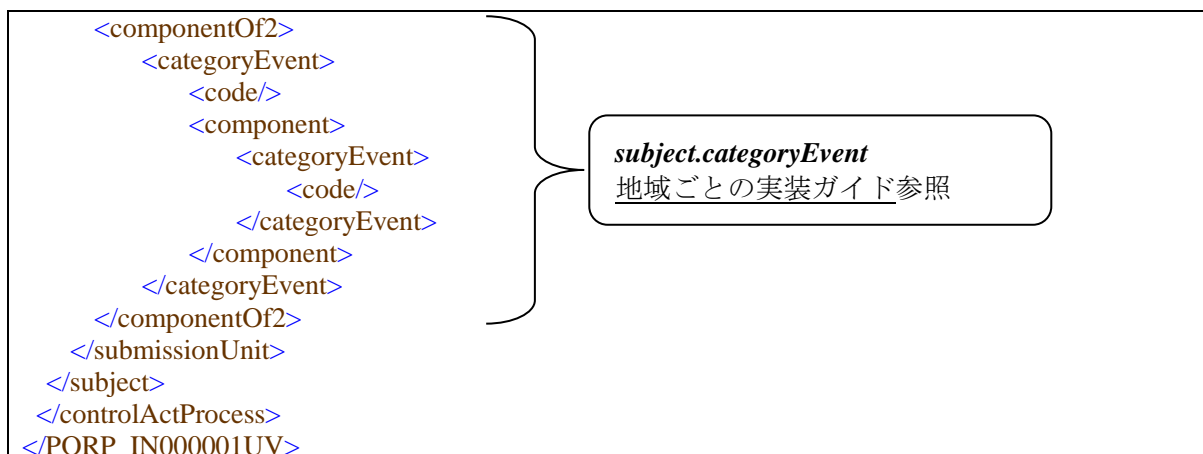 <componentOf2>
<categoryEvent>
<code/>
<component>
<categoryEvent>
<code/>
</categoryEvent>
</component>
</categoryEvent>
</componentOf2>
</submissionUnit>
</subject>
</controlActProcess>
</PORP_IN000001UV>
subject.categoryEvent
地域ごとの実装ガイド参照